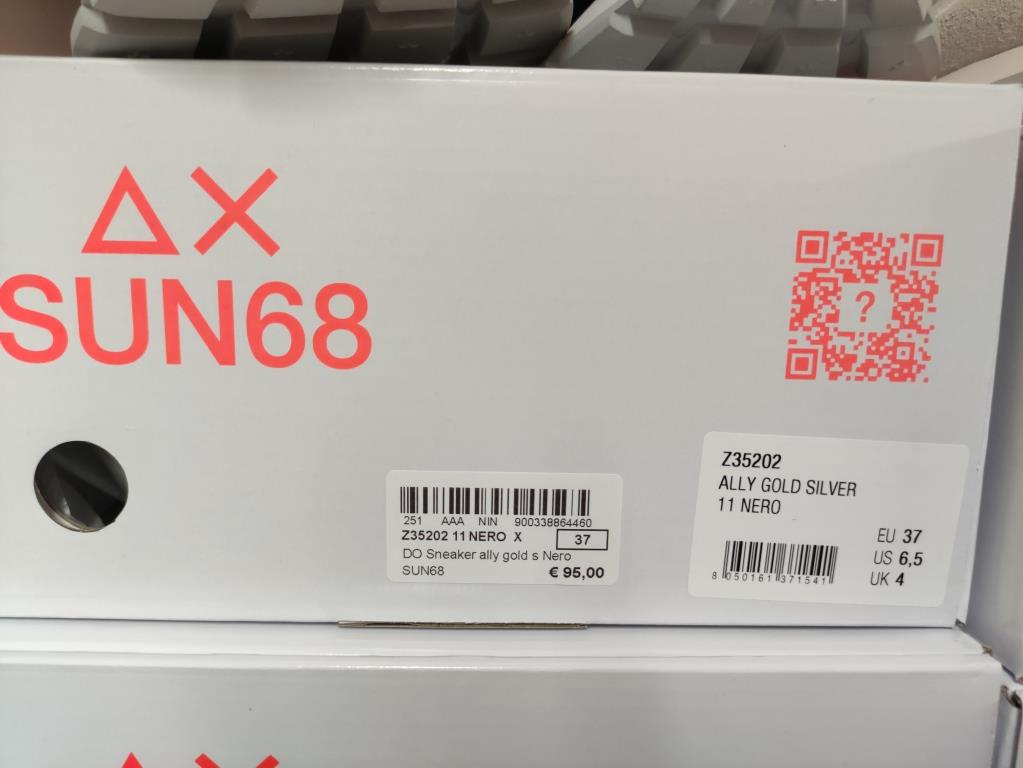 SUN68
?
251 AAA NIN 900338864460
Z35202 11 NERO X 37
DO Sneaker ally gold s Nero
SUN68 € 95,00
Z35202
ALLY GOLD SILVER
11 NERO
EU 37
US 6,5
UK 4
8 050161 371541